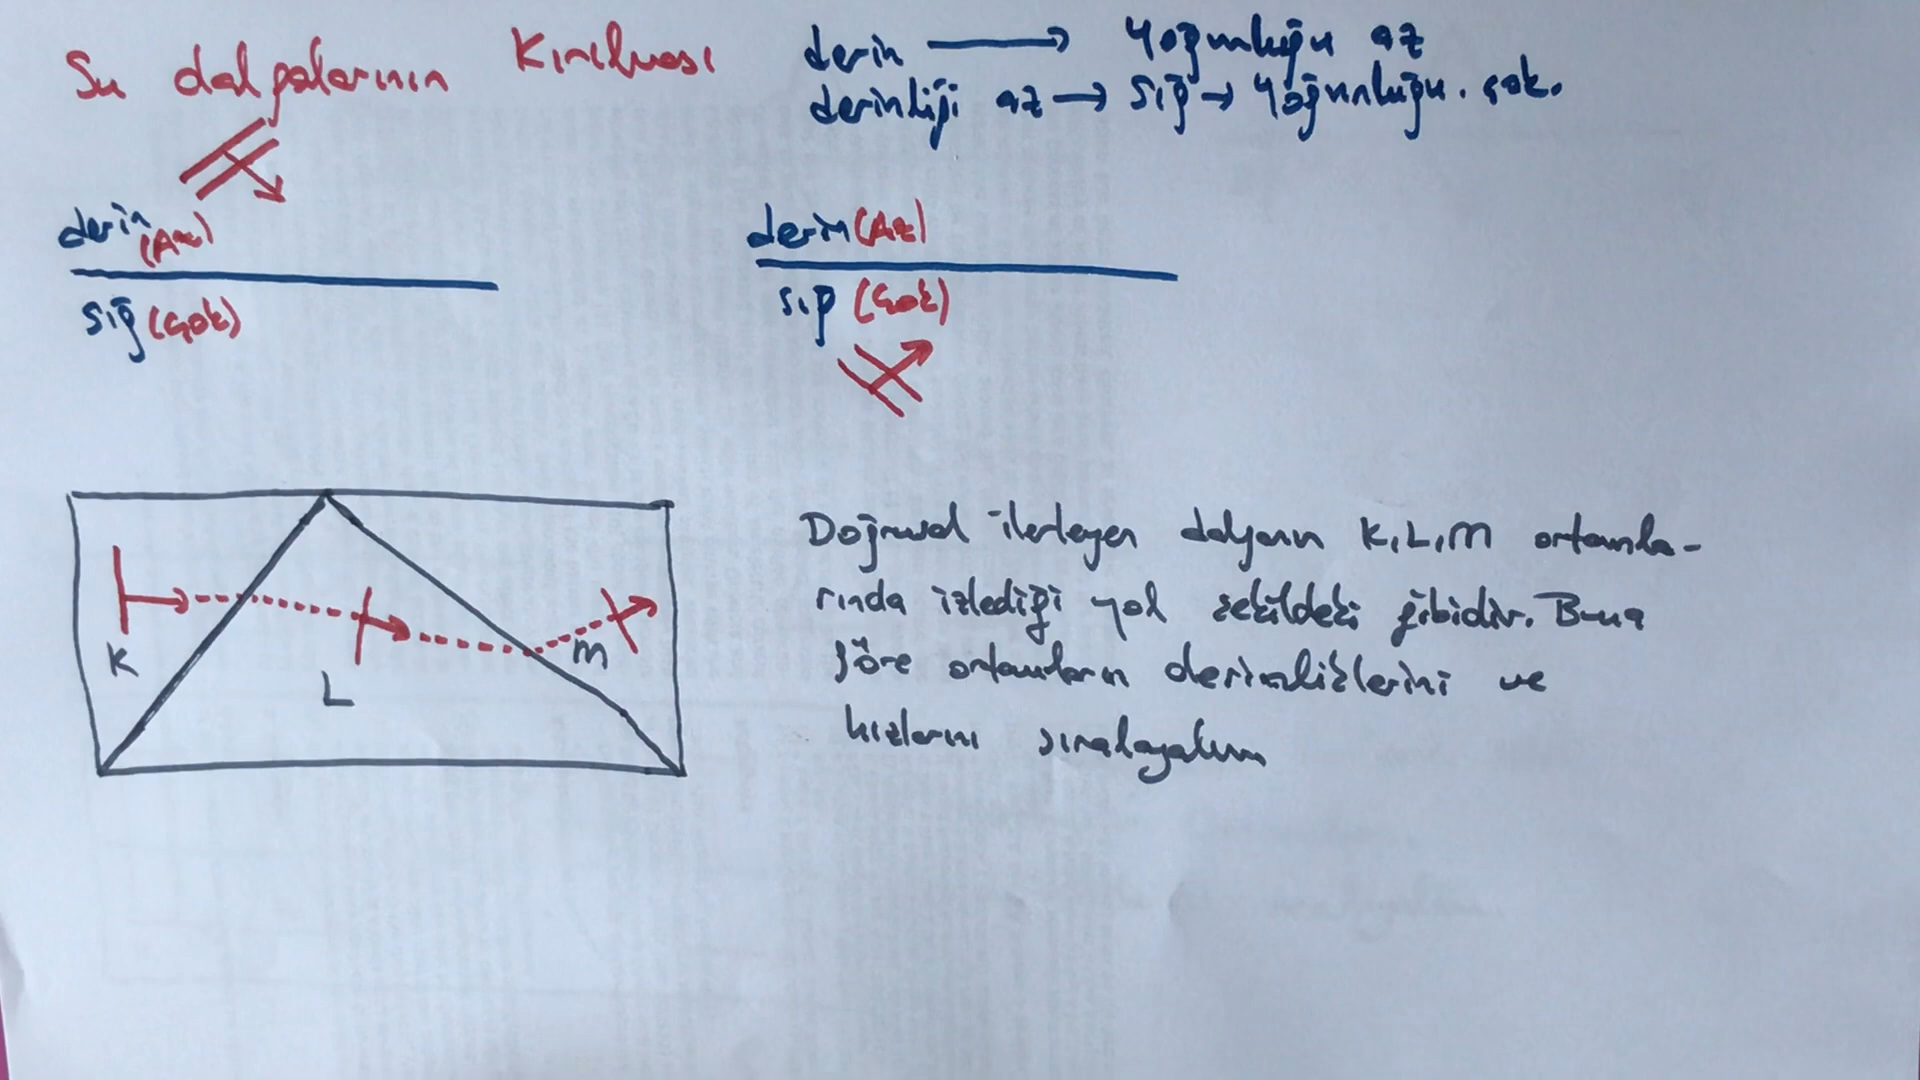 Su dalgalarının Kırılması
derin → Yoğunluğu az
derinliği az → Sığ → Yoğunluğu. çok.
derin (Az)
sığ (Çok)
derin (Az)
sığ (Çok)
K
L
M
Doğrusal ilerleyen dalganın K, L, M ortamla-
rında izlediği yol şekildeki gibidir. Buna
göre ortamların derinliklerini ve
hızlarını sıralayalım